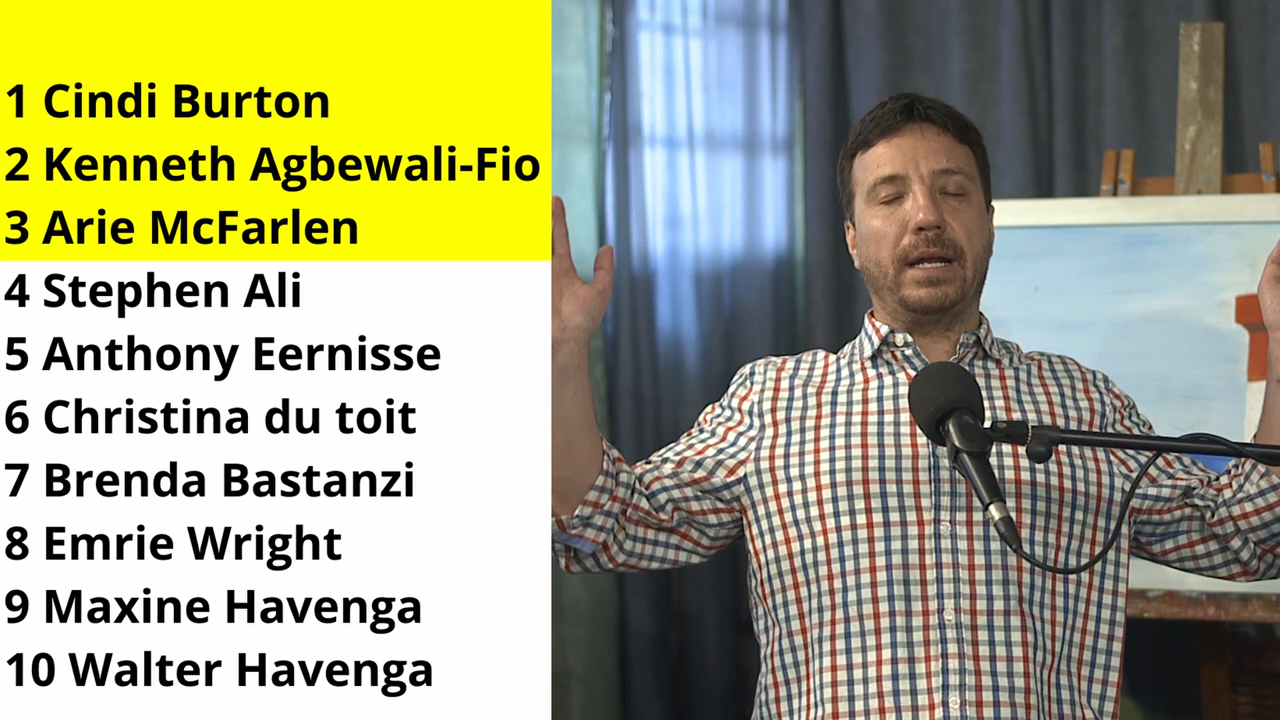 1 Cindi Burton
2 Kenneth Agbewali-Fio
3 Arie McFarlen
4 Stephen Ali
5 Anthony Eernisse
6 Christina du toit
7 Brenda Bastanzi
8 Emrie Wright
9 Maxine Havenga
10 Walter Havenga